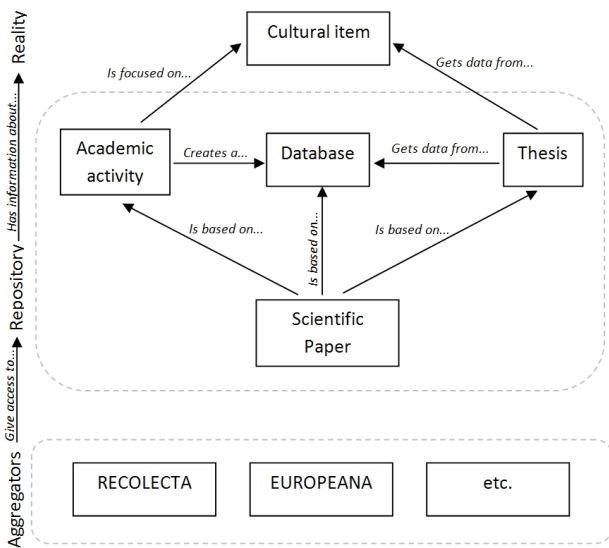 Cultural item
Is focused on...
Gets data from...
Academic
activity
Creates a...
Database
Gets data from...
Thesis
Is based on...
Is based on...
Is based on...
Scientific
Paper
RECOLECTA
EUROPEANA
etc.
Reality
Has information about...
Repository
Give access to...
Aggregators